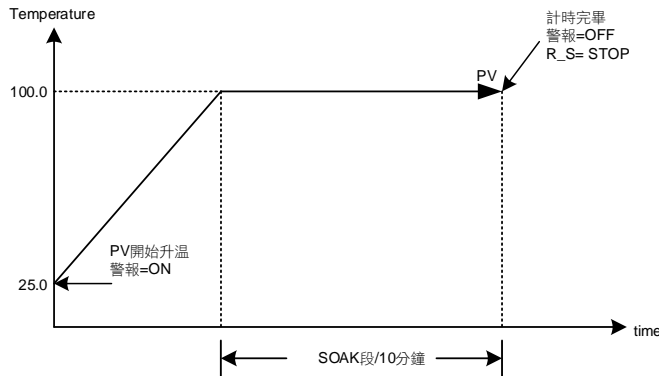 Temperature
計時完畢
警報=OFF
R_S= STOP
PV
100.0
PV開始升温
警報=ON
25.0
time
SOAK段/10分鐘